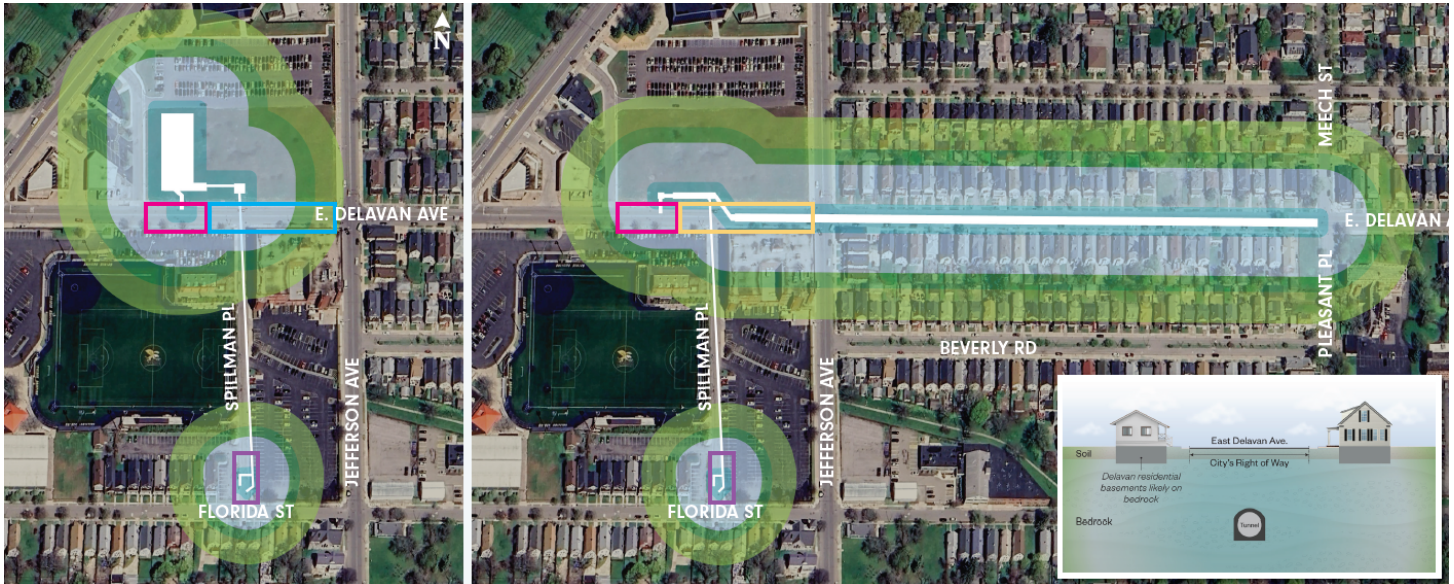 N
E. DELAVAN AVE
SPILLMAN PL
JEFFERSON AVE
FLORIDA ST
MEECH ST
E. DELAVAN
PLEASANT PL
SPILLMAN PL
BEVERLY RD
JEFFERSON AVE
FLORIDA ST
East Delavan Ave.
Soil
City's Right of Way
Delavan residential
basements likely on
bedrock
Bedrock
Tunnel